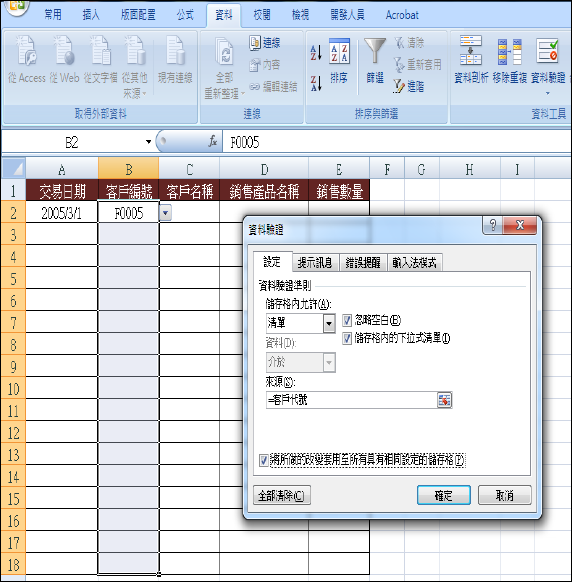 常用 插入 版面配置 公式 資料 校閱 檢視 開發人員 Acrobat
從 Access 從 Web 從文字檔 從其他來源 現有連線
取得外部資料
全部重新整理 連線 內容 編輯連結
連線
排序 篩選 清除 重新套用 進階
排序與篩選
資料剖析 移除重複 資料驗證
資料工具
B2 fx F0005
A B C D E F G H I
1 交易日期 客戶編號 客戶名稱 銷售產品名稱 銷售數量
2 2005/3/1 F0005
3
4
5
6
7
8
9
10
11
12
13
14
15
16
17
18
資料驗證
設定 提示訊息 錯誤提醒 輸入法模式
資料驗證準則
儲存格內允許(A):
清單 忽略空白(B)
資料(D): 儲存格內的下拉式清單(I)
介於
來源(S):
=客戶代號
將所做的改變套用至所有具有相同設定的儲存格(P)
全部清除(C) 確定 取消